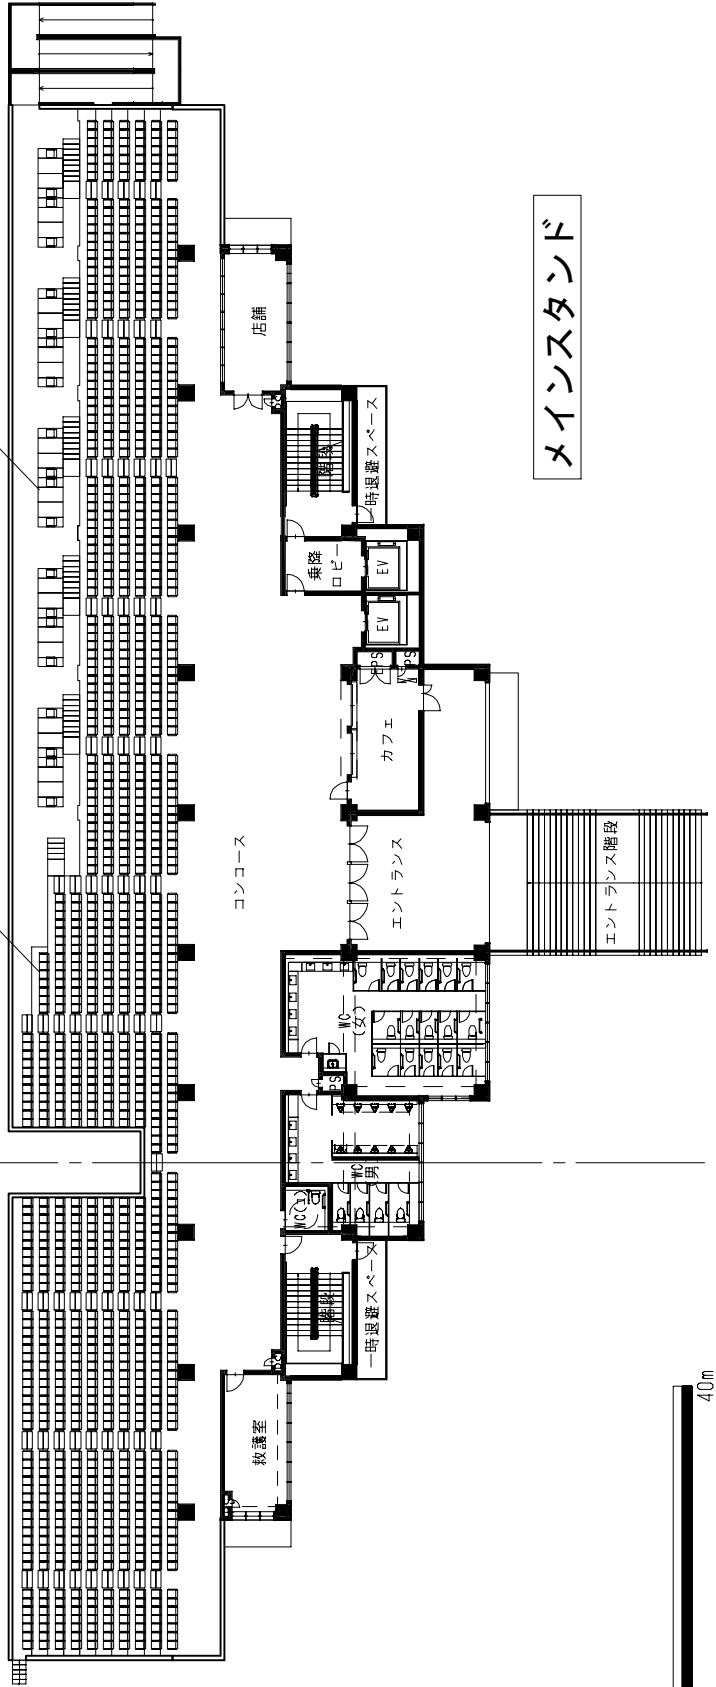 メインスタンド
店舗
PS
階段
一時退避スペース
乗降
ロビー
EV
EV
EPS
PS
カフェ
コンコース
エントランス
エントランス階段
WC
(女)
PS
WC
(男)
WC(1)
階段
一時退避スペース
PS
救護室
40m